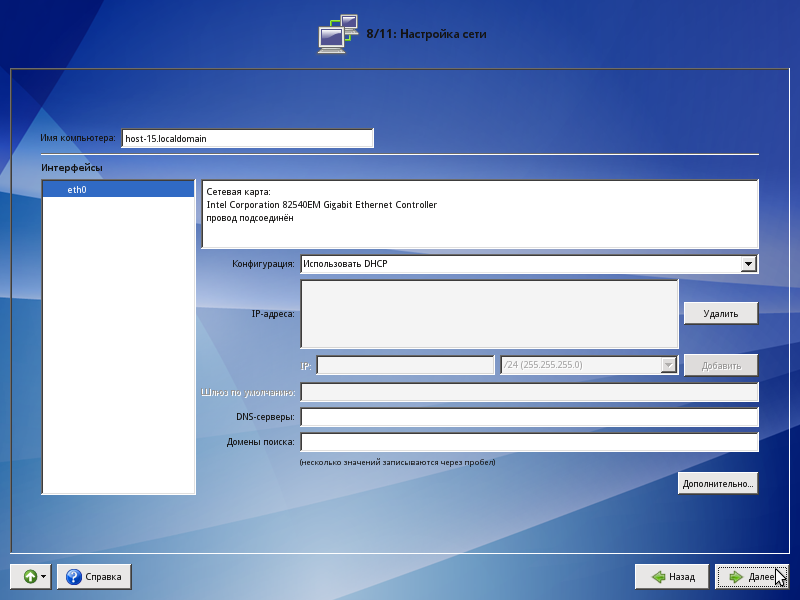 8/11: Настройка сети
Имя компьютера: host-15.localdomain
Интерфейсы
eth0
Сетевая карта:
Intel Corporation 82540EM Gigabit Ethernet Controller
провод подсоединён
Конфигурация: Использовать DHCP
IP-адреса:
Удалить
IP: /24 (255.255.255.0) Добавить
Шлюз по умолчанию:
DNS-серверы:
Домены поиска:
(несколько значений записываются через пробел)
Дополнительно...
Справка Назад Далее